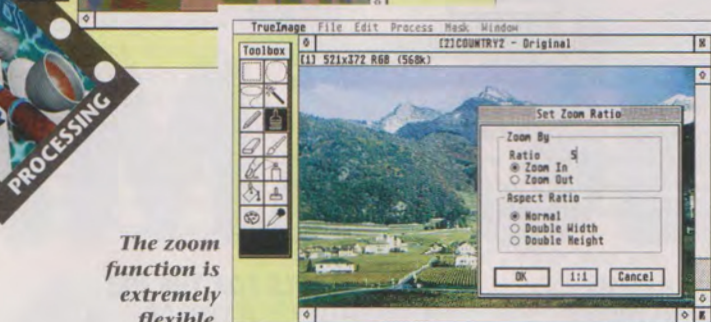 TrueImage File Edit Process Mask Window
Toolbox
[2]COUNTRY2 - Original
[1] 521x372 RGB (568k)
PROCESSING
Set Zoom Ratio
Zoom By
Ratio 5
Zoom In
Zoom Out
Aspect Ratio
Normal
Double Width
Double Height
OK 1:1 Cancel
The zoom
function is
extremely
flexible.